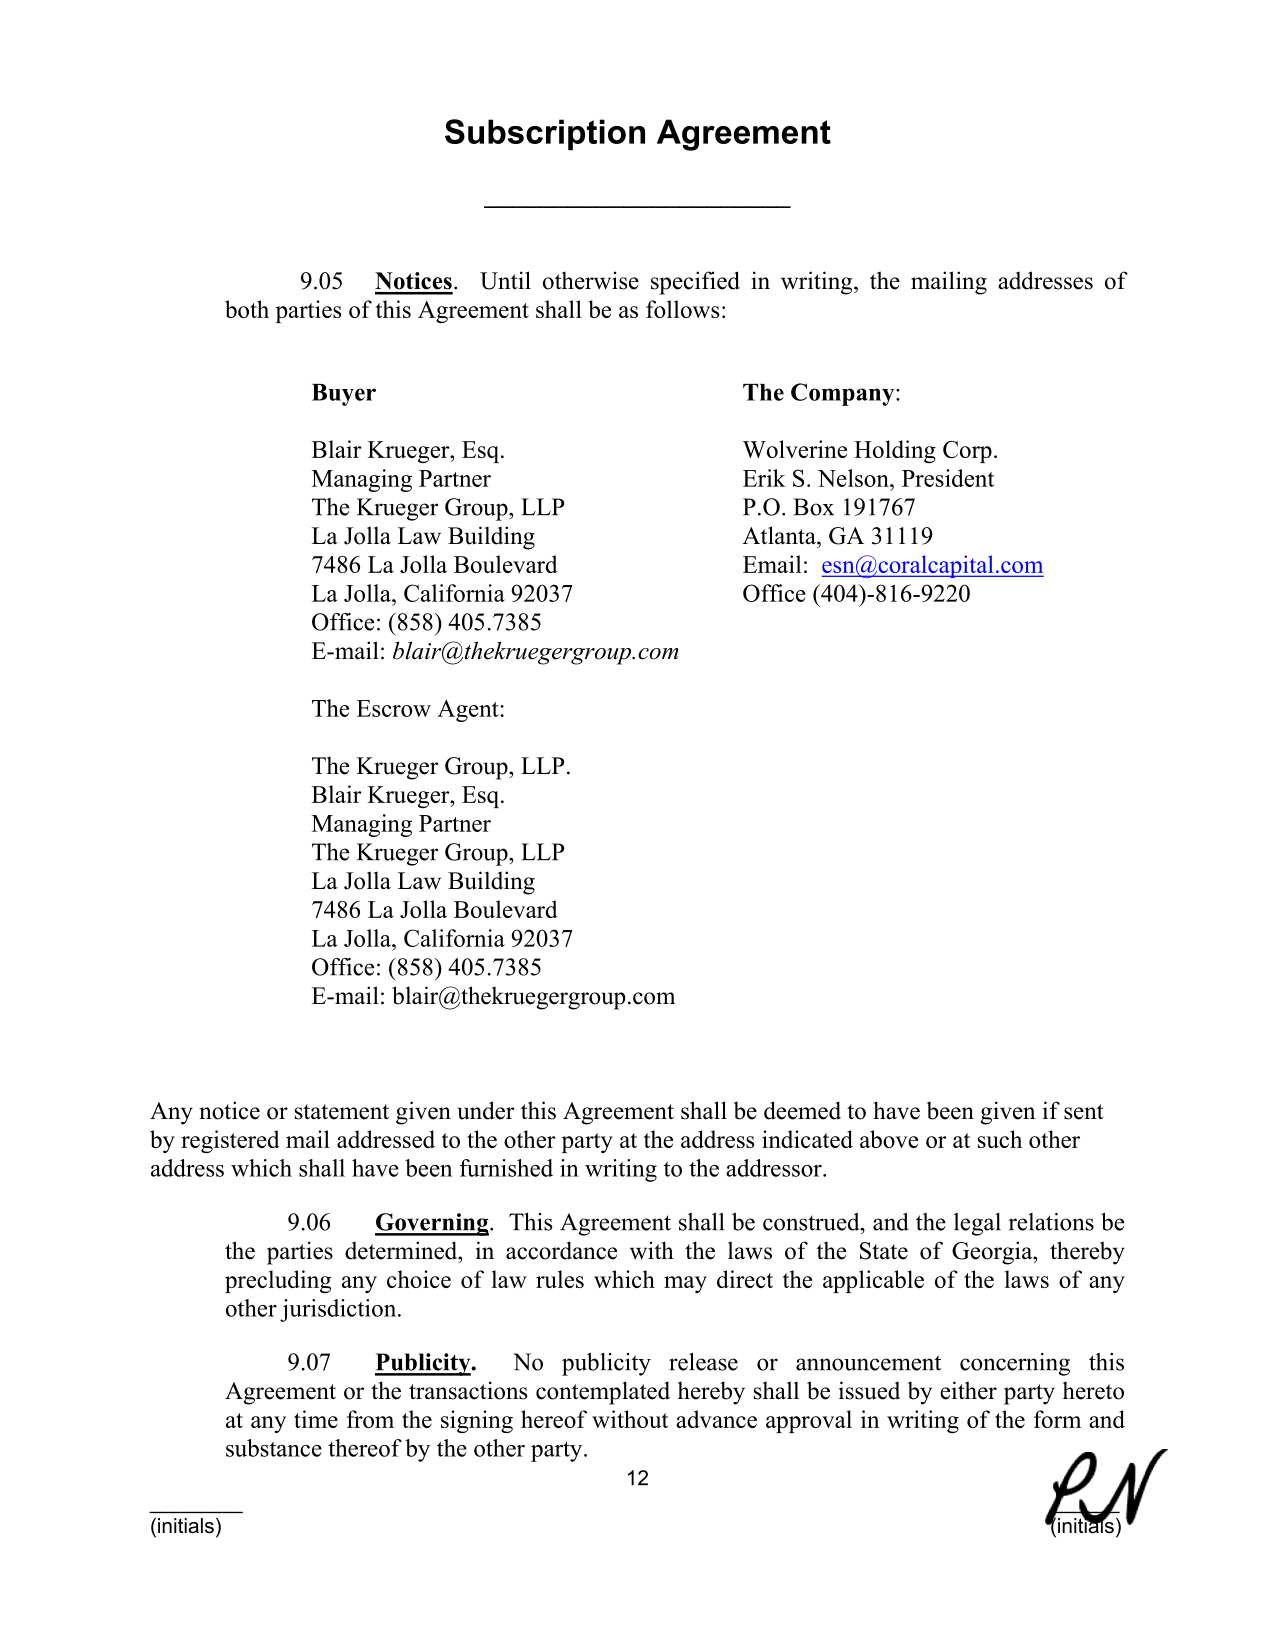 Subscription Agreement
9.05 Notices. Until otherwise specified in writing, the mailing addresses of
both parties of this Agreement shall be as follows:
Buyer
Blair Krueger, Esq.
Managing Partner
The Krueger Group, LLP
La Jolla Law Building
7486 La Jolla Boulevard
La Jolla, California 92037
Office: (858) 405.7385
E-mail: blair@thekruegergroup.com
The Escrow Agent:
The Krueger Group, LLP.
Blair Krueger, Esq.
Managing Partner
The Krueger Group, LLP
La Jolla Law Building
7486 La Jolla Boulevard
La Jolla, California 92037
Office: (858) 405.7385
E-mail: blair@thekruegergroup.com
The Company:
Wolverine Holding Corp.
Erik S. Nelson, President
P.O. Box 191767
Atlanta, GA 31119
Email: esn@coralcapital.com
Office (404)-816-9220
Any notice or statement given under this Agreement shall be deemed to have been given if sent
by registered mail addressed to the other party at the address indicated above or at such other
address which shall have been furnished in writing to the addressor.
9.06 Governing. This Agreement shall be construed, and the legal relations be
the parties determined, in accordance with the laws of the State of Georgia, thereby
precluding any choice of law rules which may direct the applicable of the laws of any
other jurisdiction.
9.07 Publicity. No publicity release or announcement concerning this
Agreement or the transactions contemplated hereby shall be issued by either party hereto
at any time from the signing hereof without advance approval in writing of the form and
substance thereof by the other party.
12
(initials)
PN
(initials)